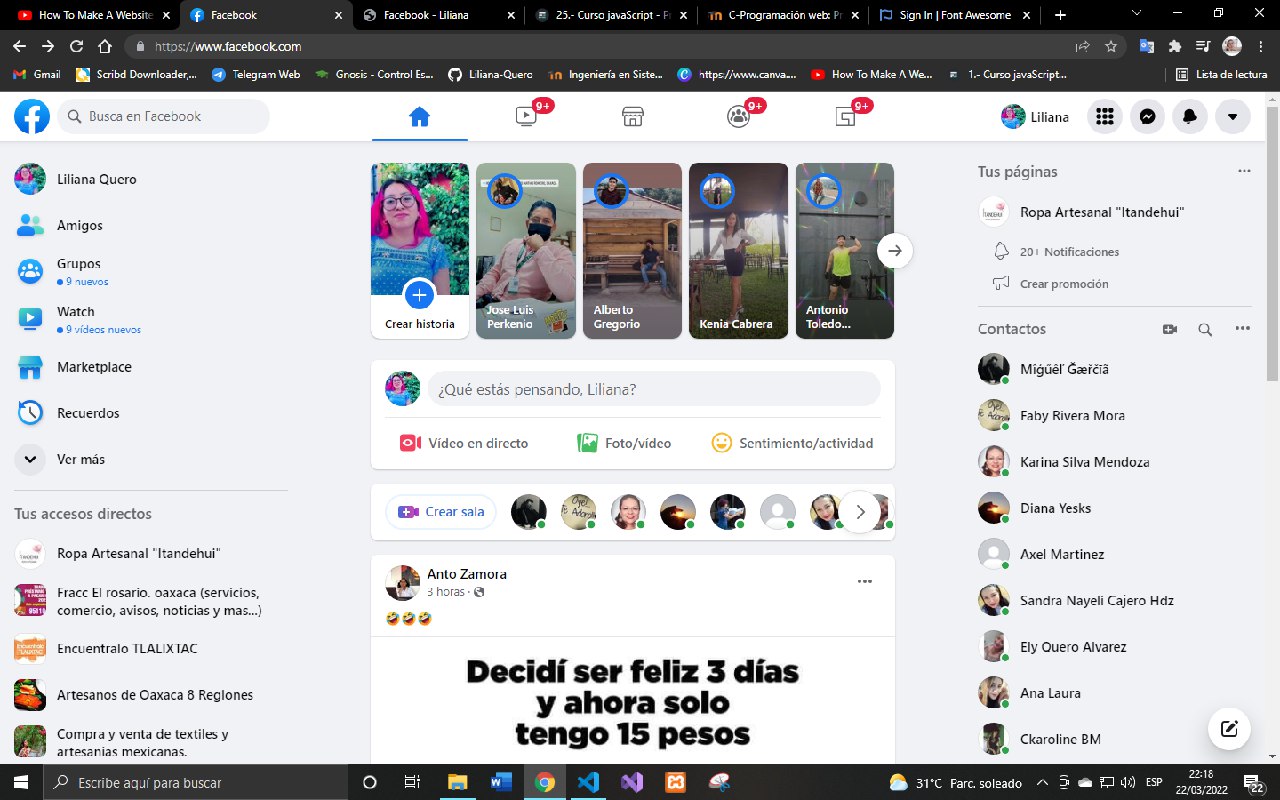 How To Make A Website
Facebook
Facebook - Liliana
25.- Curso javaScript - Pr
C-Programación web: Pr
Sign In | Font Awesome
https://www.facebook.com
Gmail
Scribd Downloader,...
Telegram Web
Gnosis - Control Es...
Liliana-Quero
Ingeniería en Siste...
https://www.canva....
How To Make A We...
1.- Curso javaScript...
Lista de lectura
Busca en Facebook
9+
9+
9+
Liliana
Liliana Quero
Amigos
Grupos
9 nuevos
Watch
9 vídeos nuevos
Marketplace
Recuerdos
Ver más
Tus accesos directos
Ropa Artesanal "Itandehui"
Fracc El rosario. oaxaca (servicios,
comercio, avisos, noticias y mas...)
Encuentralo TLALIXTAC
Artesanos de Oaxaca 8 Regiones
Compra y venta de textiles y
artesanías mexicanas.
Crear historia
Jose Luis
Perkenio
Alberto
Gregorio
Kenia Cabrera
Antonio
Toledo...
¿Qué estás pensando, Liliana?
Vídeo en directo
Foto/vídeo
Sentimiento/actividad
Crear sala
Anto Zamora
3 horas ·
🤣🤣🤣
Decidí ser feliz 3 días
y ahora solo
tengo 15 pesos
Tus páginas
Ropa Artesanal "Itandehui"
20+ Notificaciones
Crear promoción
Contactos
Faby Rivera Mora
Karina Silva Mendoza
Diana Yesks
Axel Martinez
Sandra Nayeli Cajero Hdz
Ely Quero Alvarez
Ana Laura
Ckaroline BM
Escribe aquí para buscar
31°C Parc. soleado
ESP
22:18
22/03/2022
22